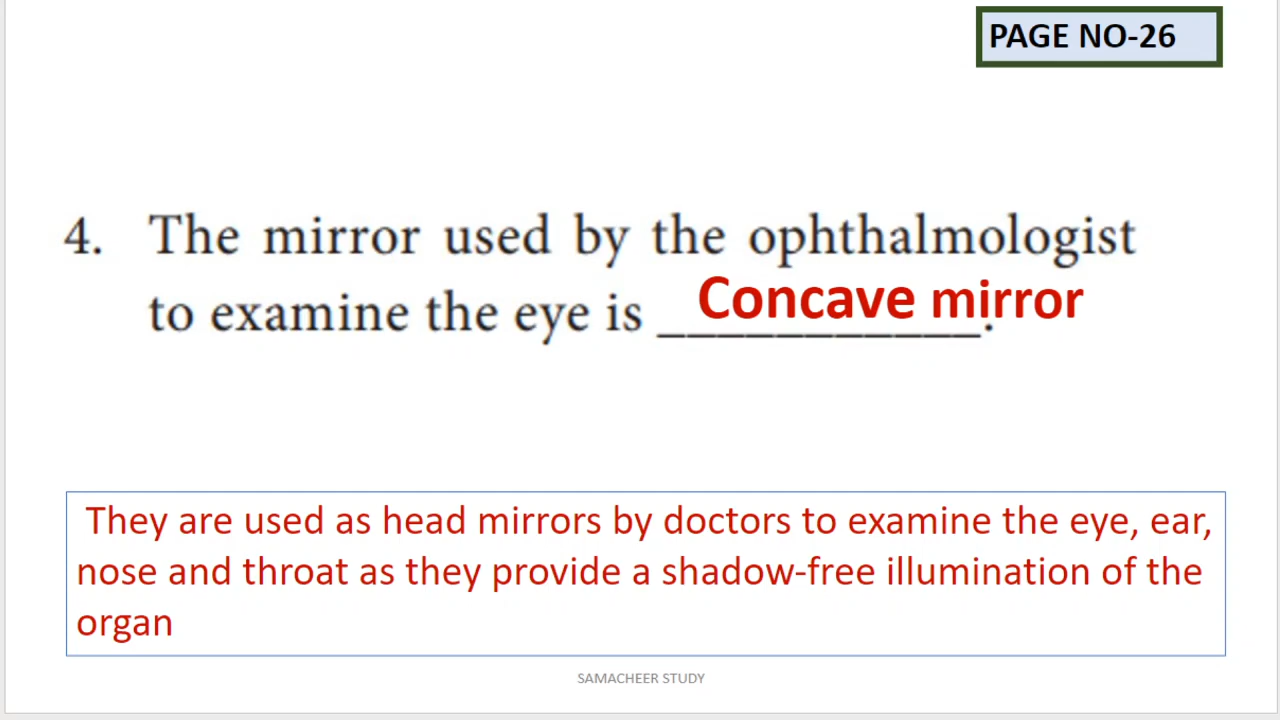 PAGE NO-26
4. The mirror used by the ophthalmologist
to examine the eye is ____________.
Concave mirror
They are used as head mirrors by doctors to examine the eye, ear,
nose and throat as they provide a shadow-free illumination of the
organ
SAMACHEER STUDY